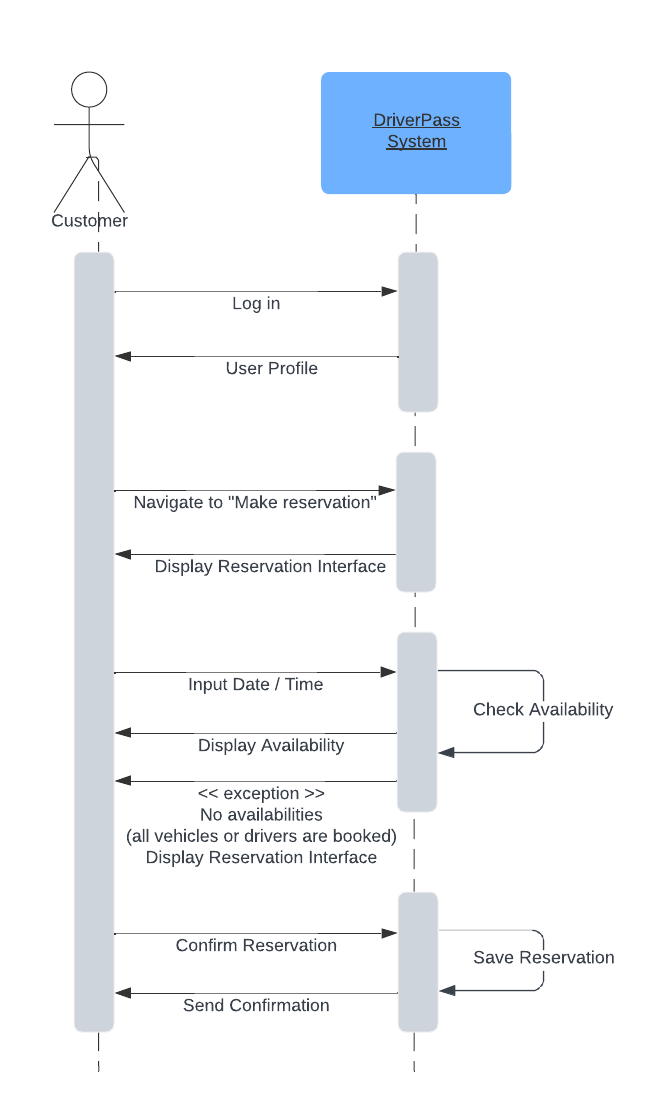 DriverPass
System
Customer
Log in
User Profile
Navigate to "Make reservation"
Display Reservation Interface
Input Date / Time
Check Availability
Display Availability
<< exception >>
No availabilities
(all vehicles or drivers are booked)
Display Reservation Interface
Confirm Reservation
Save Reservation
Send Confirmation